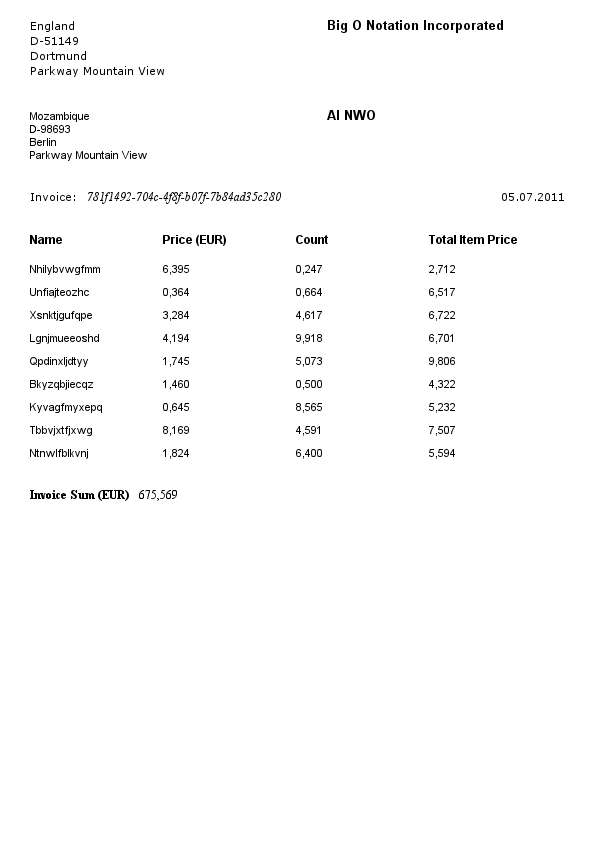 England
D-51149
Dortmund
Parkway Mountain View
Big O Notation Incorporated
Mozambique
D-98693
Berlin
Parkway Mountain View
AI NWO
Invoice: 781f1492-704c-4f8f-b07f-7b84ad35c280 05.07.2011
Name Price (EUR) Count Total Item Price
Nhilybvwgfmm 6,395 0,247 2,712
Unfiajteozhc 0,364 0,664 6,517
Xsnktjgufqpe 3,284 4,617 6,722
Lgnjmueeoshd 4,194 9,918 6,701
Qpdinxljdtyy 1,745 5,073 9,806
Bkyzqbjiecqz 1,460 0,500 4,322
Kyvagfmyxepq 0,645 8,565 5,232
Tbbvjxtfjxwg 8,169 4,591 7,507
Ntnwlfblkvnj 1,824 6,400 5,594
Invoice Sum (EUR) 675,569